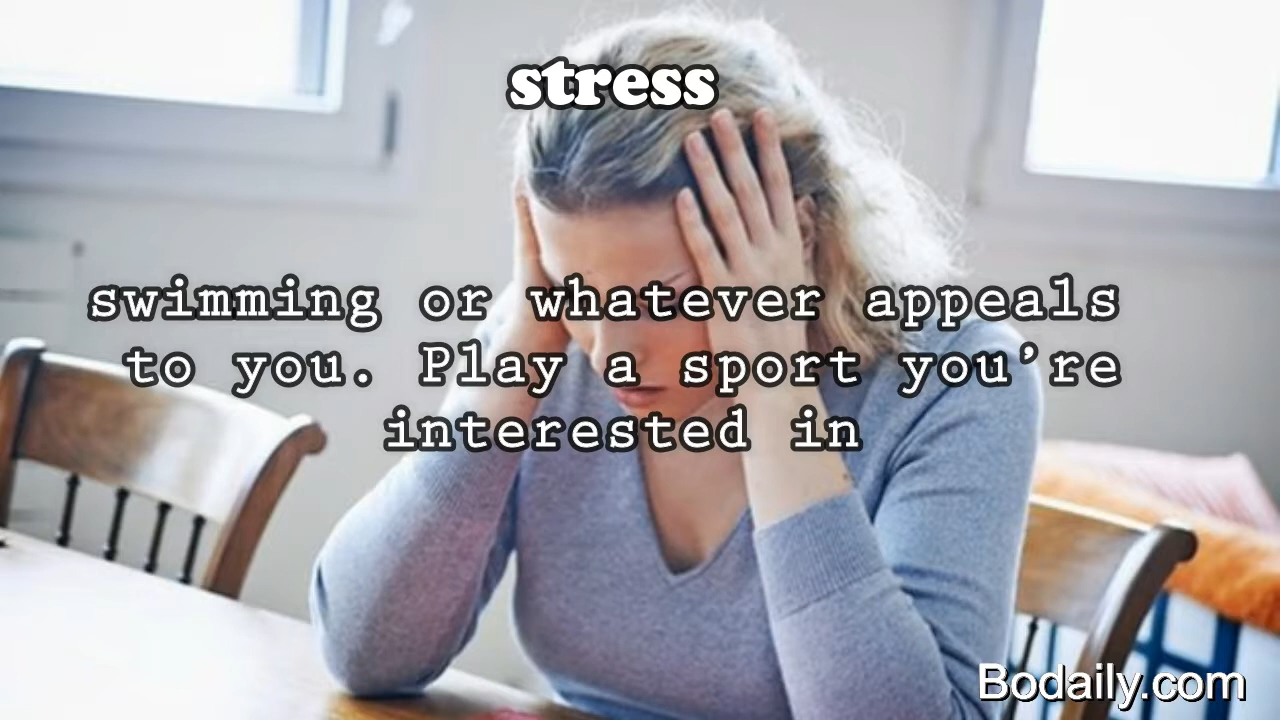 stress
swimming or whatever appeals
to you. Play a sport you’re
interested in
Bodaily.com